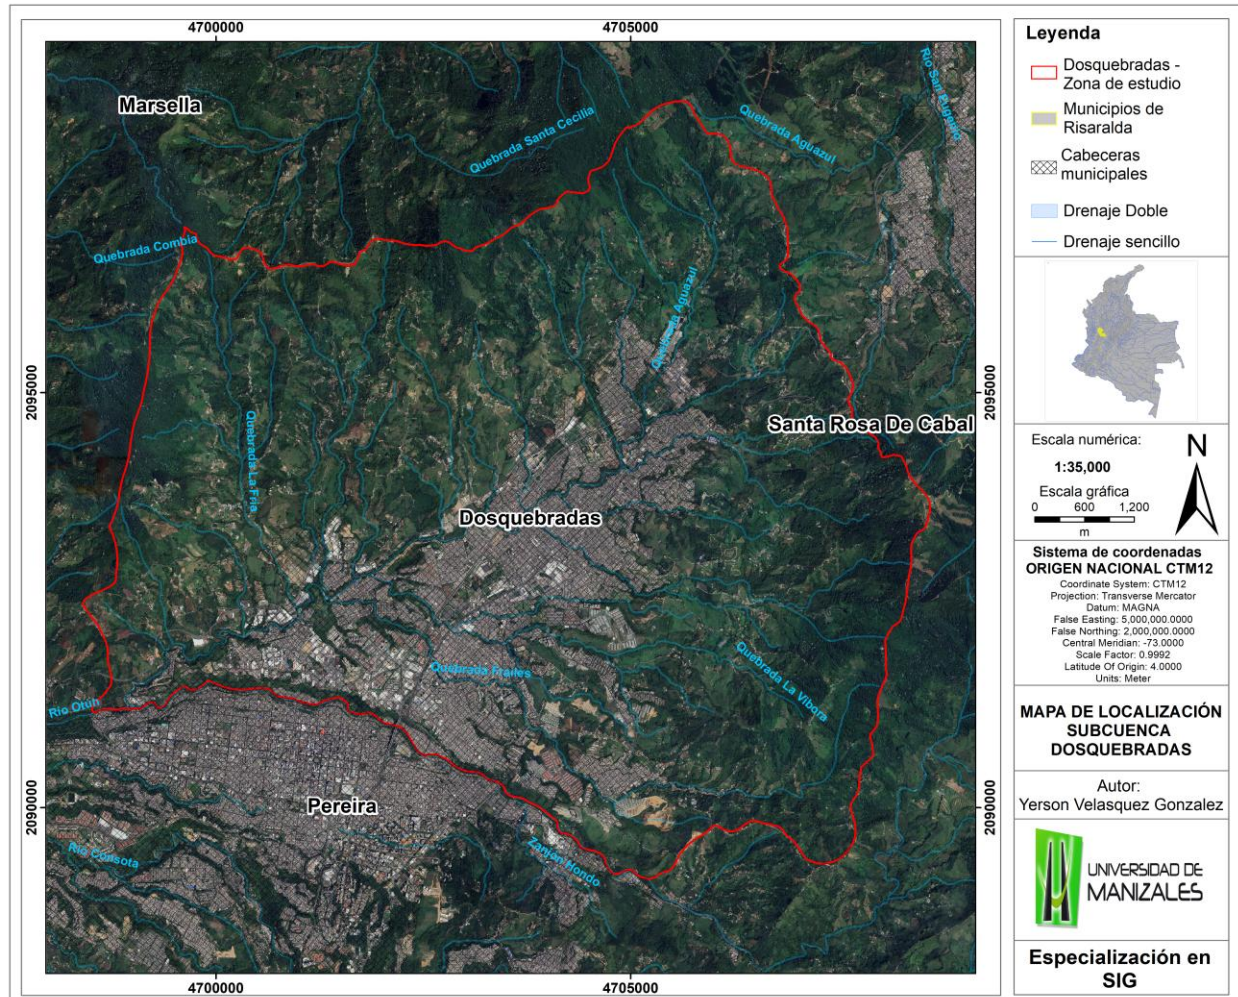 4700000
4705000
Marsella
Quebrada Santa Cecilia
Quebrada Aguazul
Río San Eugenio
Quebrada Combia
Quebrada Aguazul
2095000
2095000
Santa Rosa De Cabal
Quebrada La Fria
Dosquebradas
Quebrada Frailes
Quebrada La Vibora
Río Otún
2090000
2090000
Pereira
Río Consota
Zanjon Hondo
4700000
4705000
Leyenda
Dosquebradas -
Zona de estudio
Municipios de
Risaralda
Cabeceras
municipales
Drenaje Doble
Drenaje sencillo
Escala numérica:
1:35,000
Escala gráfica
0 600 1,200
m
N
Sistema de coordenadas
ORIGEN NACIONAL CTM12
Coordinate System: CTM12
Projection: Transverse Mercator
Datum: MAGNA
False Easting: 5,000,000.0000
False Northing: 2,000,000.0000
Central Meridian: -73.0000
Scale Factor: 0.9992
Latitude Of Origin: 4.0000
Units: Meter
MAPA DE LOCALIZACIÓN
SUBCUENCA
DOSQUEBRADAS
Autor:
Yerson Velasquez Gonzalez
UNIVERSIDAD DE
MANIZALES
Especialización en
SIG